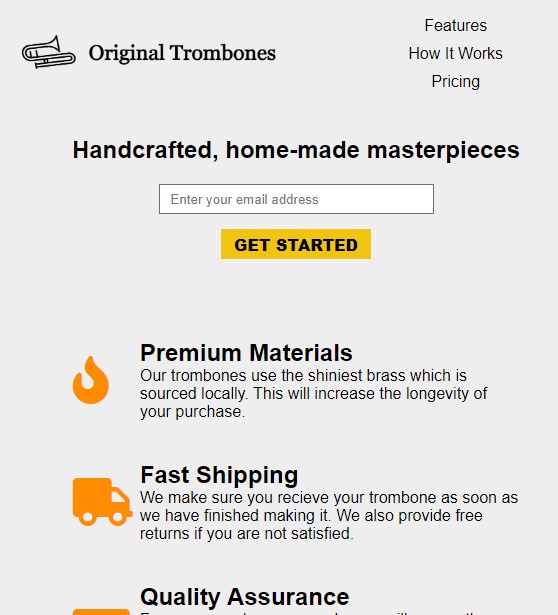 Features
Original Trombones
How It Works
Pricing
Handcrafted, home-made masterpieces
Enter your email address
GET STARTED
Premium Materials
Our trombones use the shiniest brass which is
sourced locally. This will increase the longevity of
your purchase.
Fast Shipping
We make sure you recieve your trombone as soon as
we have finished making it. We also provide free
returns if you are not satisfied.
Quality Assurance